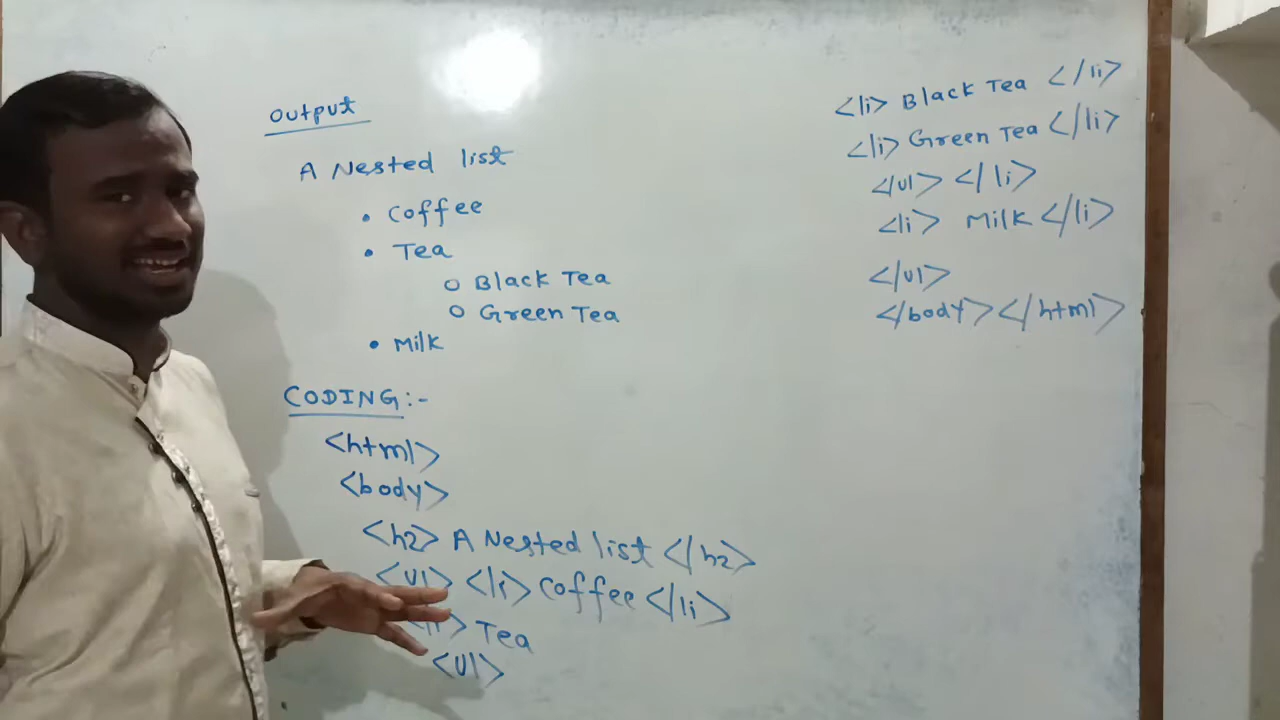 Output
A Nested list
• Coffee
• Tea
o Black Tea
o Green Tea
• Milk
CODING:-
<html>
<body>
<h2> A Nested list </h2>
<ul> <li> Coffee </li>
<li> Tea
<ul>
<li> Black Tea </li>
<li> Green Tea </li>
</ul> </li>
<li> Milk </li>
</ul>
</body></html>